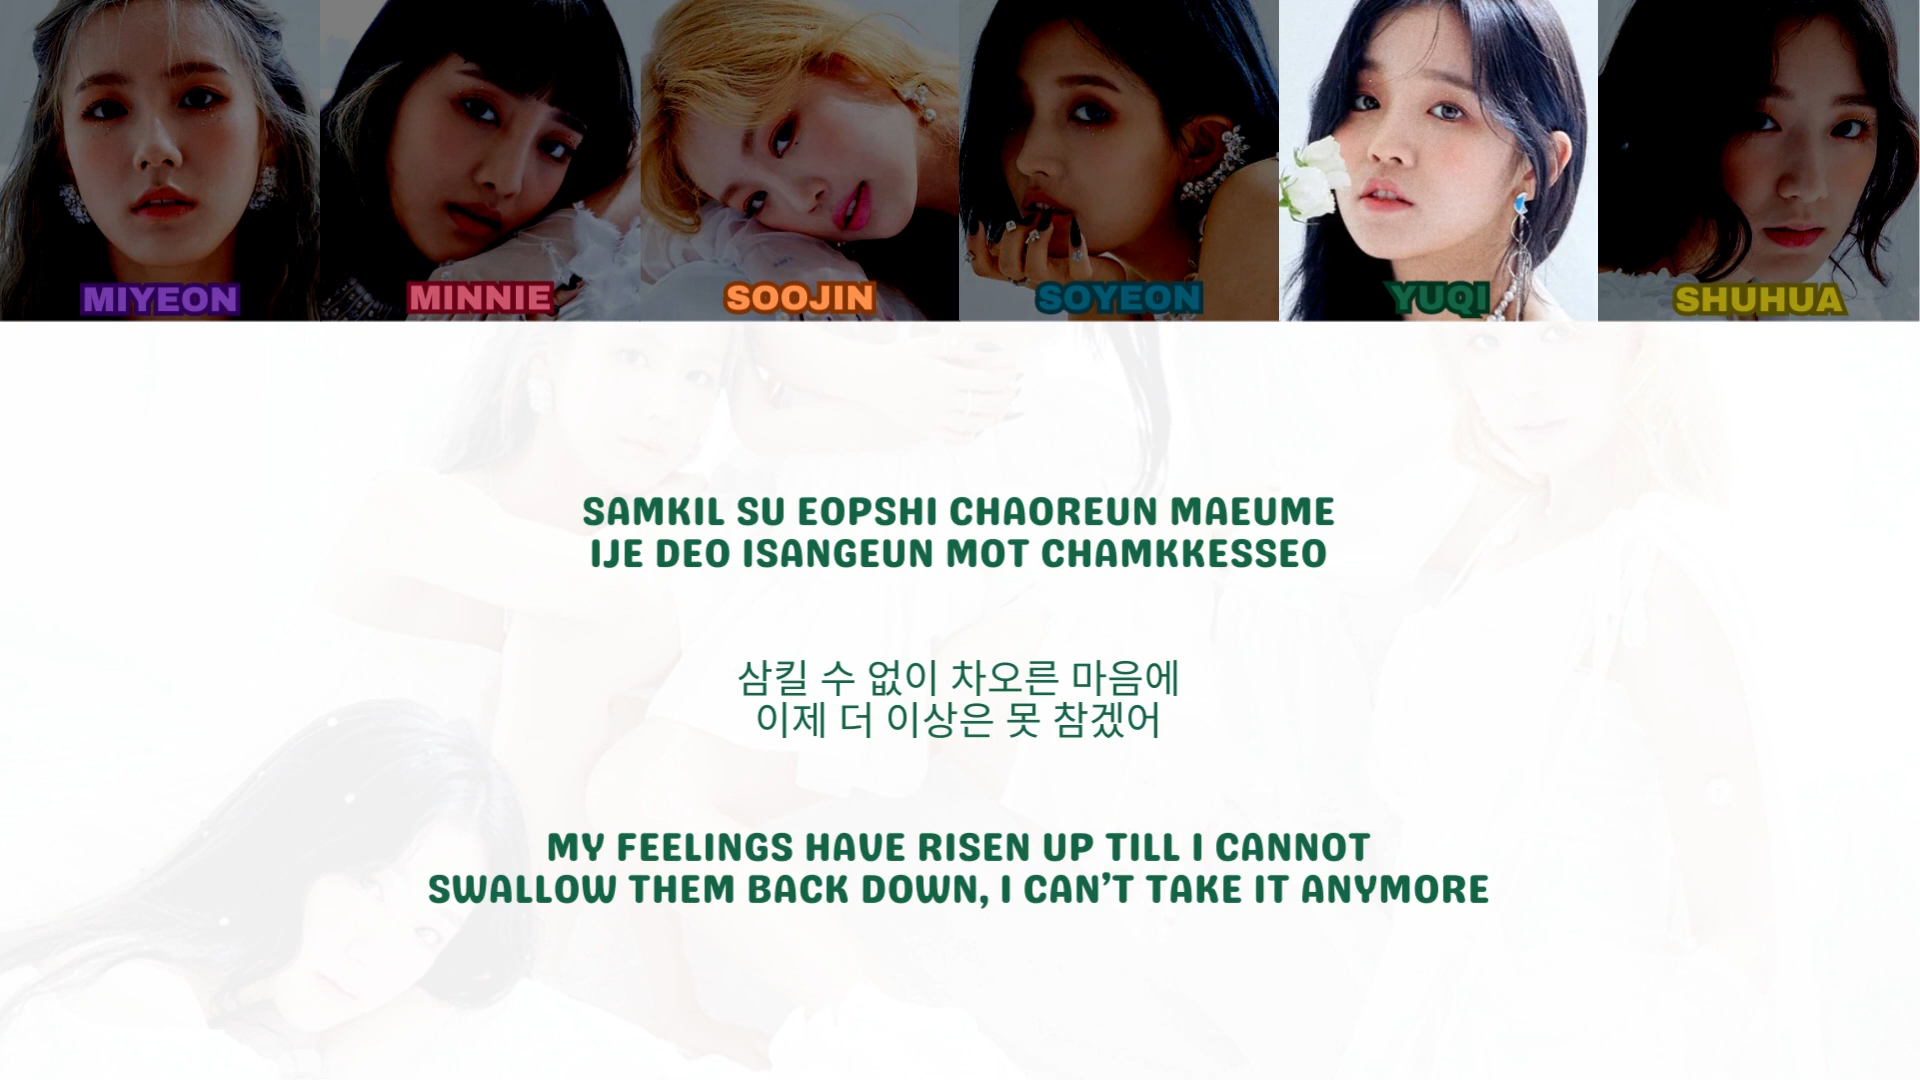 MIYEON
MINNIE
SOOJIN
SOYEON
YUQI
SHUHUA
SAMKIL SU EOPSHI CHAOREUN MAEUME
IJE DEO ISANGEUN MOT CHAMKKESSEO
삼킬 수 없이 차오른 마음에
이제 더 이상은 못 참겠어
MY FEELINGS HAVE RISEN UP TILL I CANNOT
SWALLOW THEM BACK DOWN, I CAN’T TAKE IT ANYMORE